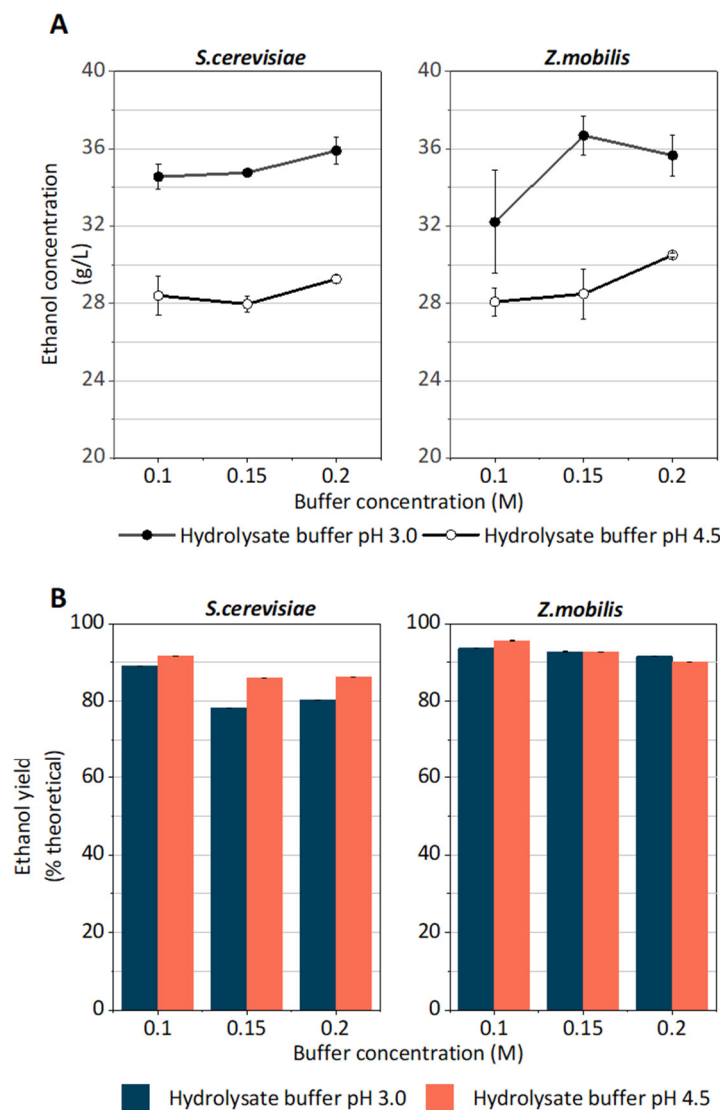 A
S.cerevisiae
Z.mobilis
Ethanol concentration
(g/L)
40
36
32
28
24
20
40
36
32
28
24
20
0.1
0.15
0.2
0.1
0.15
0.2
Buffer concentration (M)
Hydrolysate buffer pH 3.0
Hydrolysate buffer pH 4.5
B
S.cerevisiae
Z.mobilis
Ethanol yield
(% theoretical)
100
80
60
40
20
0
100
80
60
40
20
0
0.1
0.15
0.2
0.1
0.15
0.2
Buffer concentration (M)
Hydrolysate buffer pH 3.0
Hydrolysate buffer pH 4.5